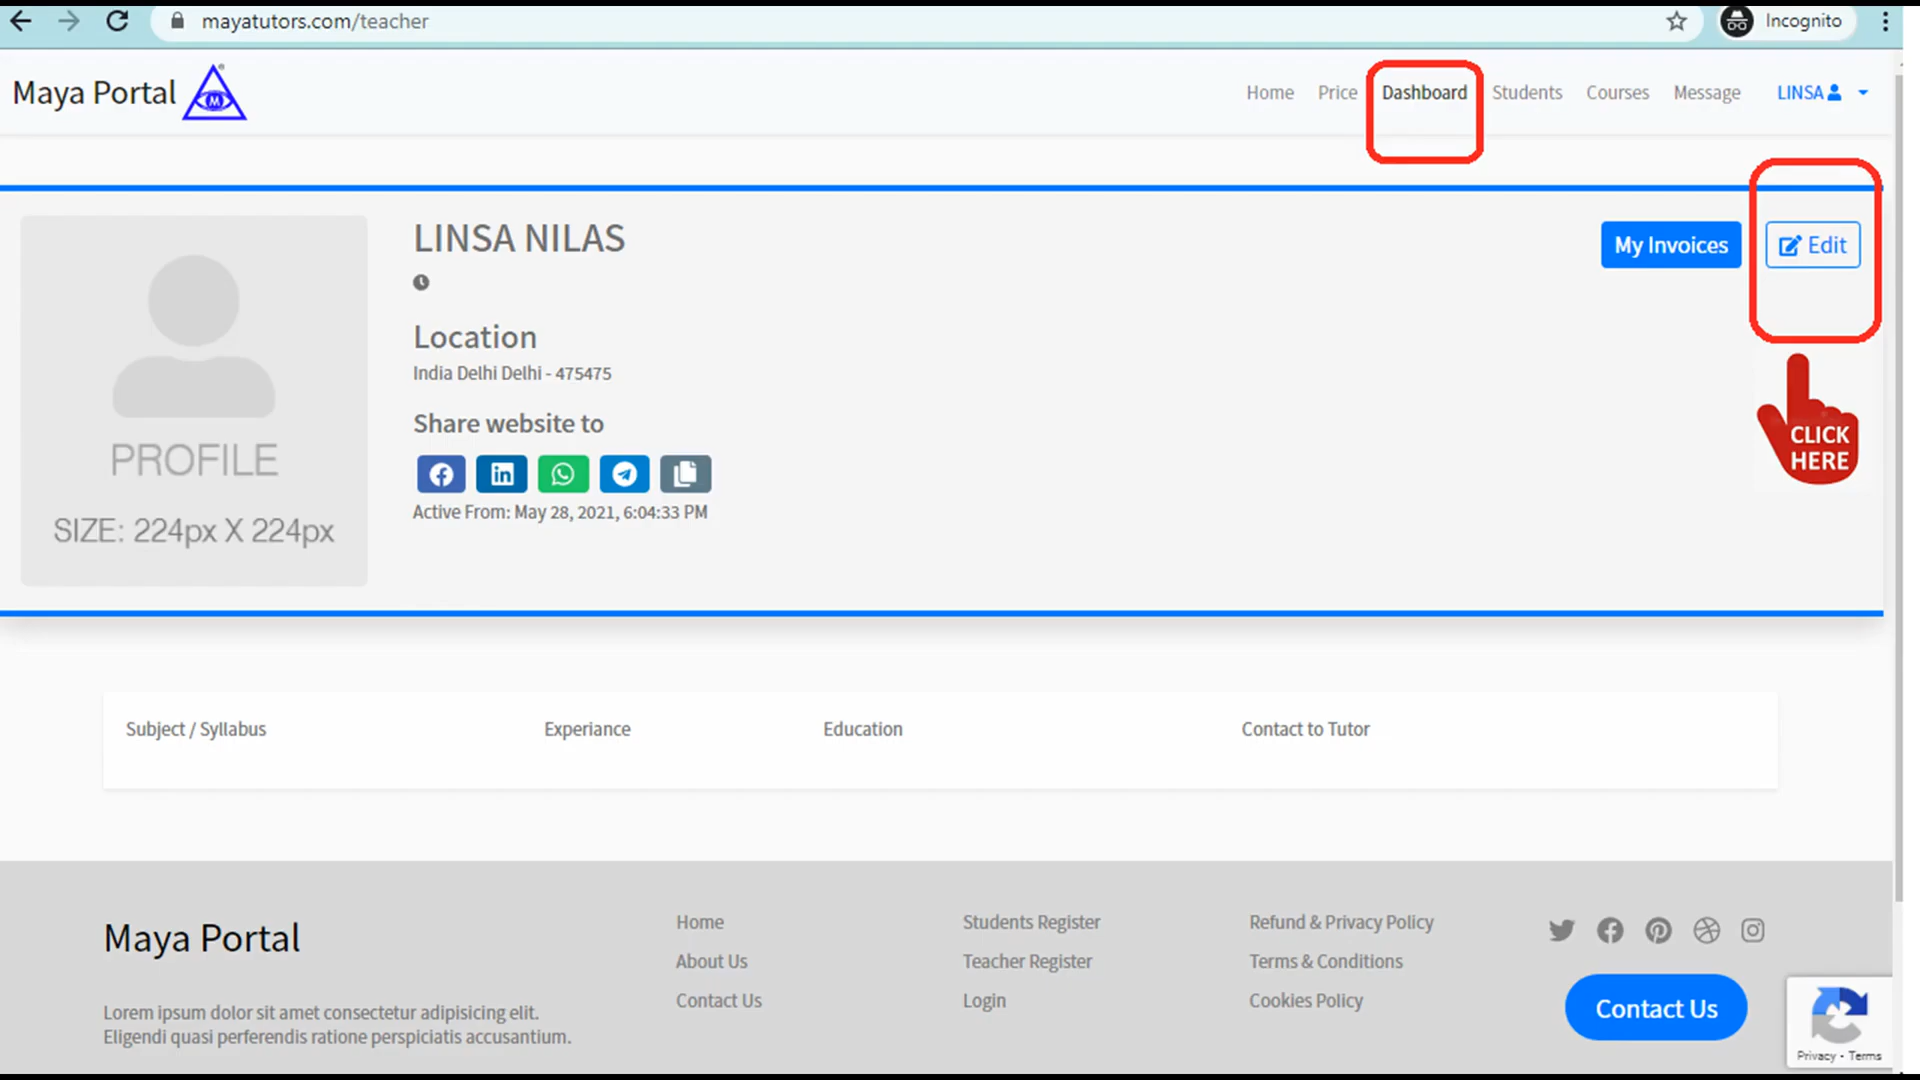 mayatutors.com/teacher
Incognito
Maya Portal
M
Home Price Dashboard Students Courses Message LINSA
LINSA NILAS
My Invoices
Edit
Location
India Delhi Delhi - 475475
Share website to
Active From: May 28, 2021, 6:04:33 PM
PROFILE
SIZE: 224px X 224px
CLICK
HERE
Subject / Syllabus Experiance Education Contact to Tutor
Maya Portal
Lorem ipsum dolor sit amet consectetur adipisicing elit.
Eligendi quasi perferendis ratione perspiciatis accusantium.
Home
About Us
Contact Us
Students Register
Teacher Register
Login
Refund & Privacy Policy
Terms & Conditions
Cookies Policy
Contact Us
Privacy - Terms